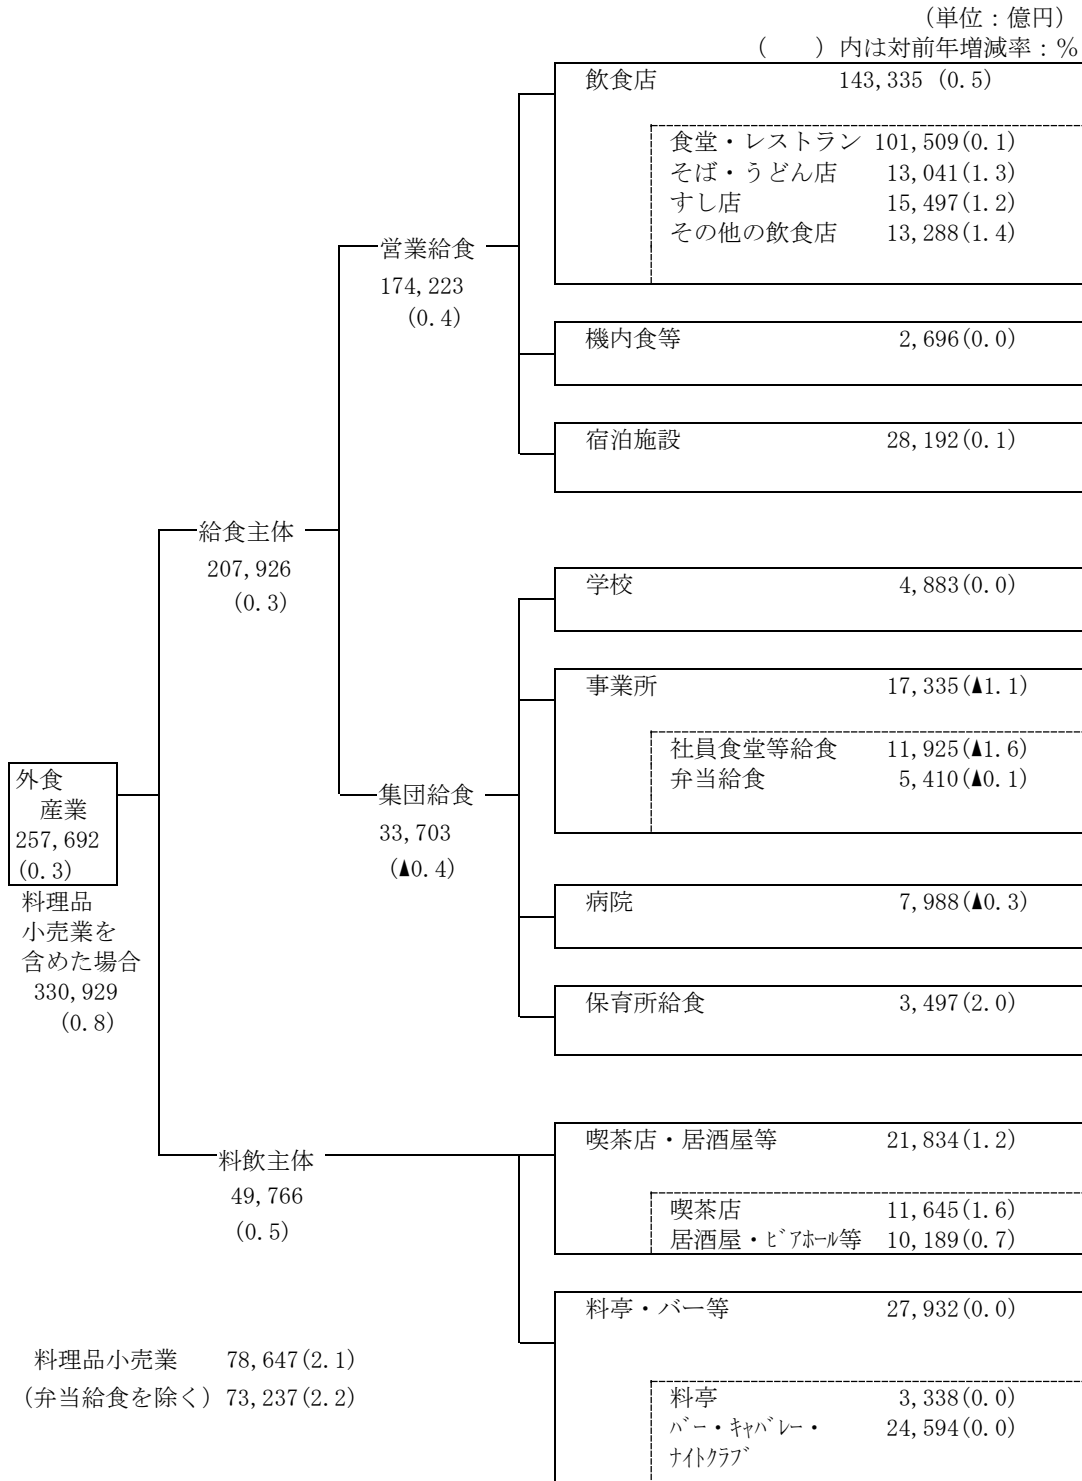 （単位：億円）
（　　）内は対前年増減率：％
飲食店 143,335 (0.5)
食堂・レストラン 101,509(0.1)
そば・うどん店 13,041(1.3)
すし店 15,497(1.2)
その他の飲食店 13,288(1.4)
営業給食
174,223
(0.4)
機内食等 2,696(0.0)
宿泊施設 28,192(0.1)
給食主体
207,926
(0.3)
学校 4,883(0.0)
事業所 17,335(▲1.1)
社員食堂等給食 11,925(▲1.6)
弁当給食 5,410(▲0.1)
集団給食
33,703
(▲0.4)
外食
産業
257,692
(0.3)
料理品
小売業を
含めた場合
330,929
(0.8)
病院 7,988(▲0.3)
保育所給食 3,497(2.0)
料飲主体
49,766
(0.5)
喫茶店・居酒屋等 21,834(1.2)
喫茶店 11,645(1.6)
居酒屋・ﾋﾞｱﾎｰﾙ等 10,189(0.7)
料亭・バー等 27,932(0.0)
料亭 3,338(0.0)
ﾊﾞｰ・ｷｬﾊﾞﾚｰ・ 24,594(0.0)
ﾅｲﾄｸﾗﾌﾞ
料理品小売業 78,647(2.1)
（弁当給食を除く）73,237(2.2)